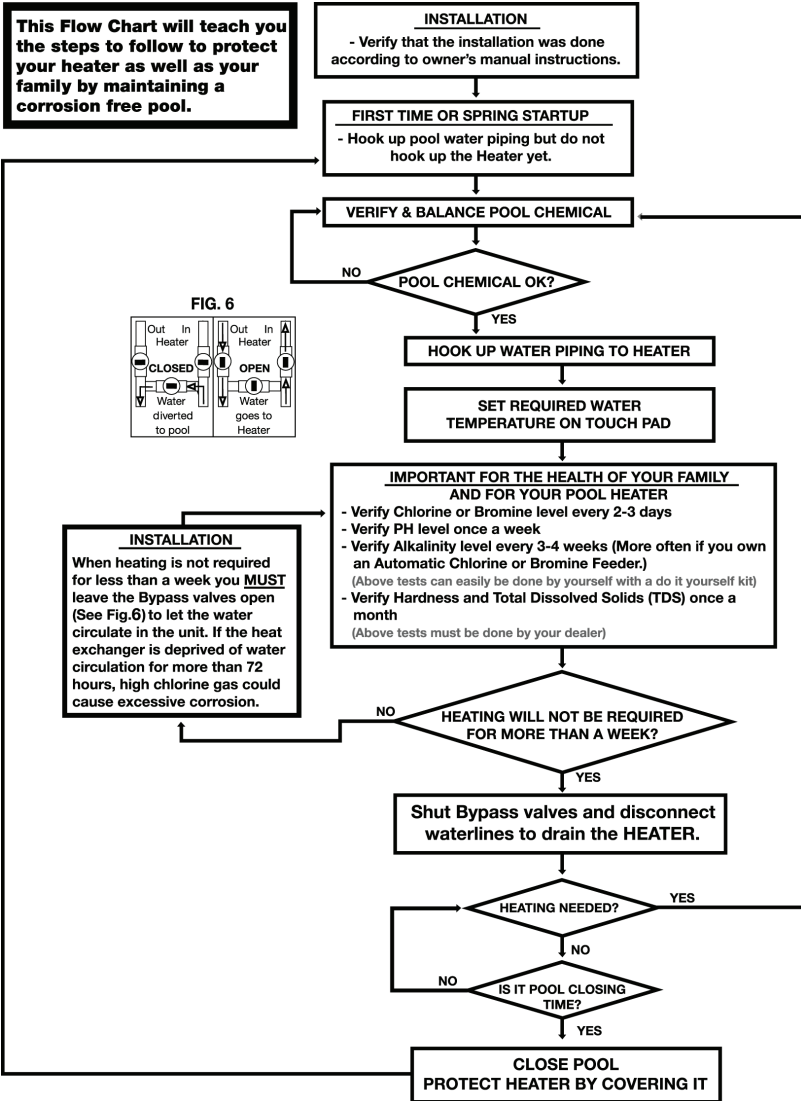 This Flow Chart will teach you
the steps to follow to protect
your heater as well as your
family by maintaining a
corrosion free pool.
INSTALLATION
- Verify that the installation was done
according to owner's manual instructions.
FIRST TIME OR SPRING STARTUP
- Hook up pool water piping but do not
hook up the Heater yet.
VERIFY & BALANCE POOL CHEMICAL
NO
POOL CHEMICAL OK?
YES
FIG. 6
Out In
Heater
CLOSED
Water
diverted
to pool
Out In
Heater
OPEN
Water
goes to
Heater
HOOK UP WATER PIPING TO HEATER
SET REQUIRED WATER
TEMPERATURE ON TOUCH PAD
IMPORTANT FOR THE HEALTH OF YOUR FAMILY
AND FOR YOUR POOL HEATER
- Verify Chlorine or Bromine level every 2-3 days
- Verify PH level once a week
- Verify Alkalinity level every 3-4 weeks (More often if you own
an Automatic Chlorine or Bromine Feeder.)
(Above tests can easily be done by yourself with a do it yourself kit)
- Verify Hardness and Total Dissolved Solids (TDS) once a
month
(Above tests must be done by your dealer)
INSTALLATION
When heating is not required
for less than a week you MUST
leave the Bypass valves open
(See Fig.6) to let the water
circulate in the unit. If the heat
exchanger is deprived of water
circulation for more than 72
hours, high chlorine gas could
cause excessive corrosion.
NO
HEATING WILL NOT BE REQUIRED
FOR MORE THAN A WEEK?
YES
Shut Bypass valves and disconnect
waterlines to drain the HEATER.
HEATING NEEDED?
YES
NO
NO
IS IT POOL CLOSING
TIME?
YES
CLOSE POOL
PROTECT HEATER BY COVERING IT